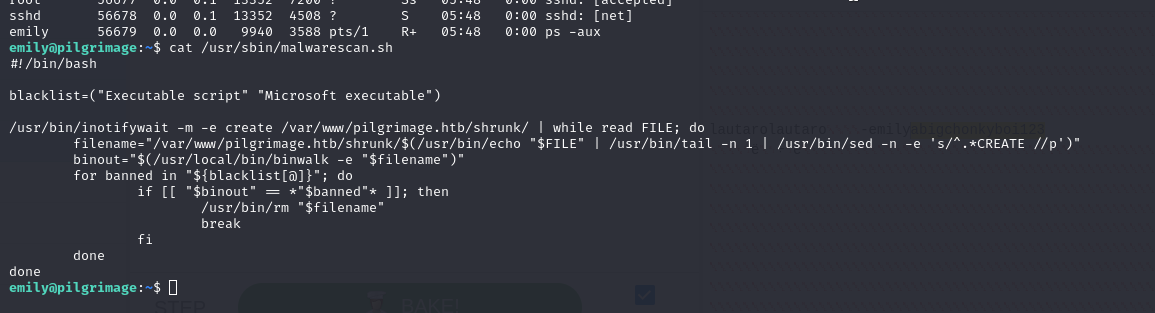 root       56677  0.0  0.1  13352  7200 ?        Ss   05:48   0:00 sshd: [accepted]
sshd       56678  0.0  0.1  13352  4508 ?        S    05:48   0:00 sshd: [net]
emily      56679  0.0  0.0   9940  3588 pts/1    R+   05:48   0:00 ps -aux
emily@pilgrimage:~$ cat /usr/sbin/malwarescan.sh
#!/bin/bash
blacklist=("Executable script" "Microsoft executable")
/usr/bin/inotifywait -m -e create /var/www/pilgrimage.htb/shrunk/ | while read FILE; do
        filename="/var/www/pilgrimage.htb/shrunk/$(/usr/bin/echo "$FILE" | /usr/bin/tail -n 1 | /usr/bin/sed -n -e 's/^.*CREATE //p')"
        binout="$(/usr/local/bin/binwalk -e "$filename")"
        for banned in "${blacklist[@]}"; do
                if [[ "$binout" == *"$banned"* ]]; then
                        /usr/bin/rm "$filename"
                        break
                fi
        done
done
emily@pilgrimage:~$
STEP
BAKE!